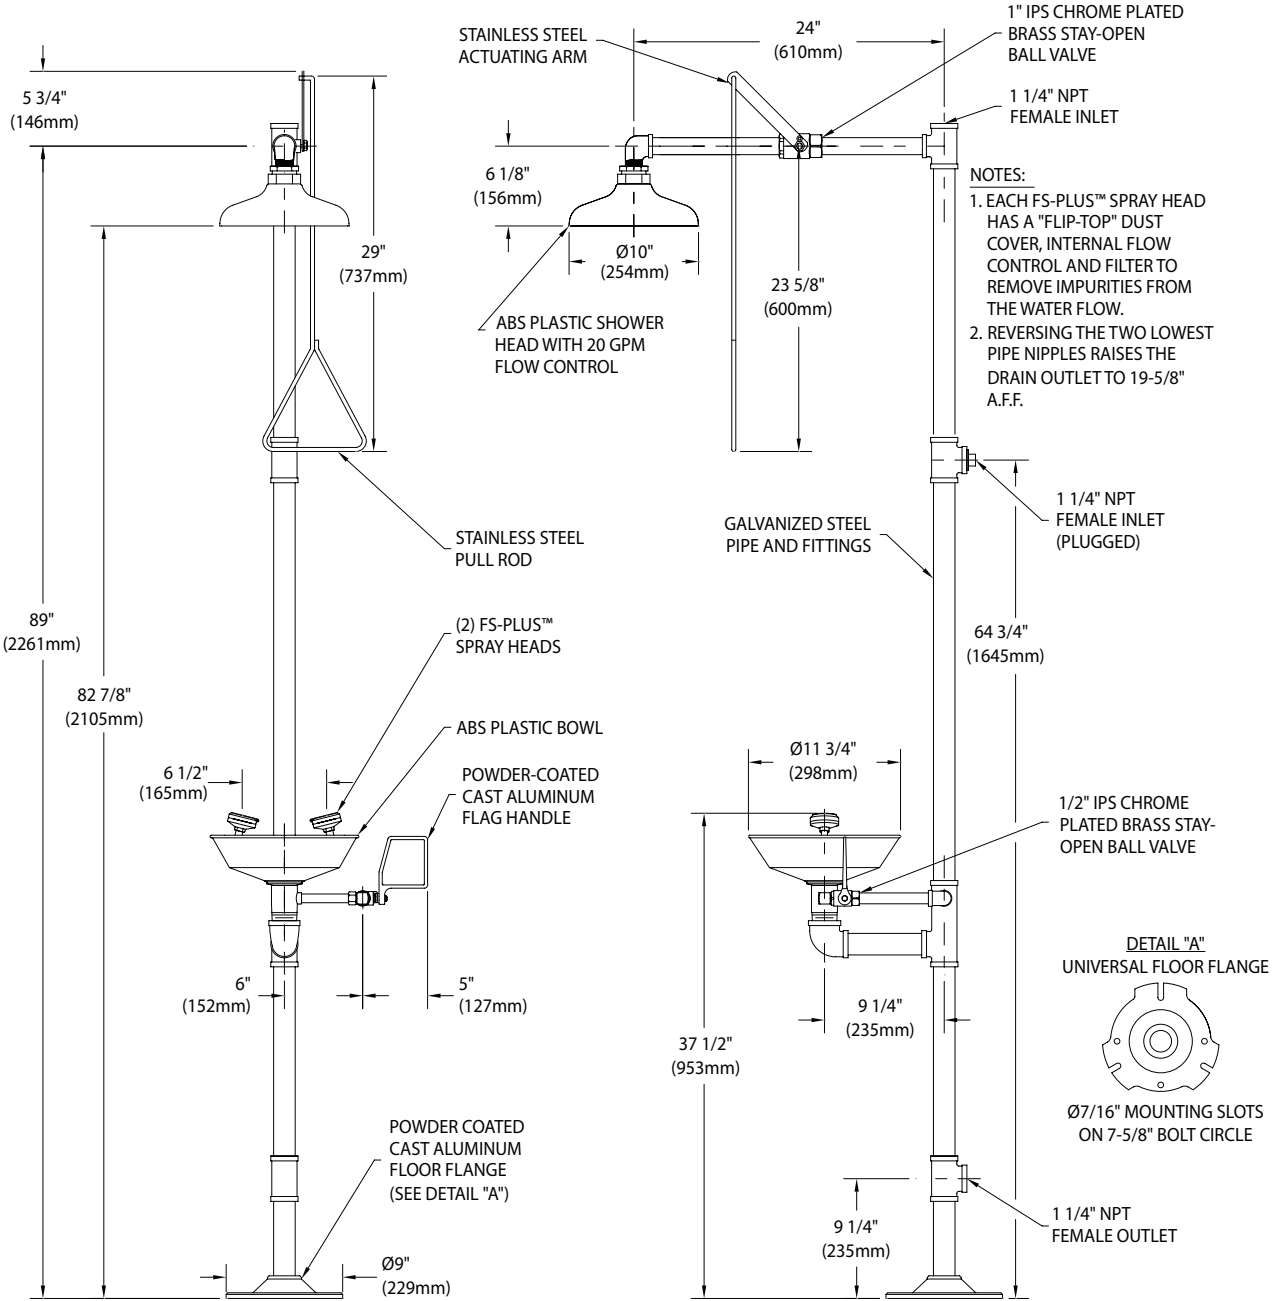 5 3/4"
(146mm)
89"
(2261mm)
82 7/8"
(2105mm)
29"
(737mm)
STAINLESS STEEL
PULL ROD
(2) FS-PLUS™
SPRAY HEADS
ABS PLASTIC BOWL
6 1/2"
(165mm)
POWDER-COATED
CAST ALUMINUM
FLAG HANDLE
6"
(152mm)
5"
(127mm)
POWDER COATED
CAST ALUMINUM
FLOOR FLANGE
(SEE DETAIL "A")
Ø9"
(229mm)
STAINLESS STEEL
ACTUATING ARM
24"
(610mm)
1" IPS CHROME PLATED
BRASS STAY-OPEN
BALL VALVE
1 1/4" NPT
FEMALE INLET
6 1/8"
(156mm)
Ø10"
(254mm)
23 5/8"
(600mm)
ABS PLASTIC SHOWER
HEAD WITH 20 GPM
FLOW CONTROL
NOTES:
1. EACH FS-PLUS™ SPRAY HEAD
HAS A "FLIP-TOP" DUST
COVER, INTERNAL FLOW
CONTROL AND FILTER TO
REMOVE IMPURITIES FROM
THE WATER FLOW.
2. REVERSING THE TWO LOWEST
PIPE NIPPLES RAISES THE
DRAIN OUTLET TO 19-5/8"
A.F.F.
1 1/4" NPT
FEMALE INLET
(PLUGGED)
GALVANIZED STEEL
PIPE AND FITTINGS
64 3/4"
(1645mm)
Ø11 3/4"
(298mm)
1/2" IPS CHROME
PLATED BRASS STAY-
OPEN BALL VALVE
9 1/4"
(235mm)
37 1/2"
(953mm)
DETAIL "A"
UNIVERSAL FLOOR FLANGE
Ø7/16" MOUNTING SLOTS
ON 7-5/8" BOLT CIRCLE
9 1/4"
(235mm)
1 1/4" NPT
FEMALE OUTLET